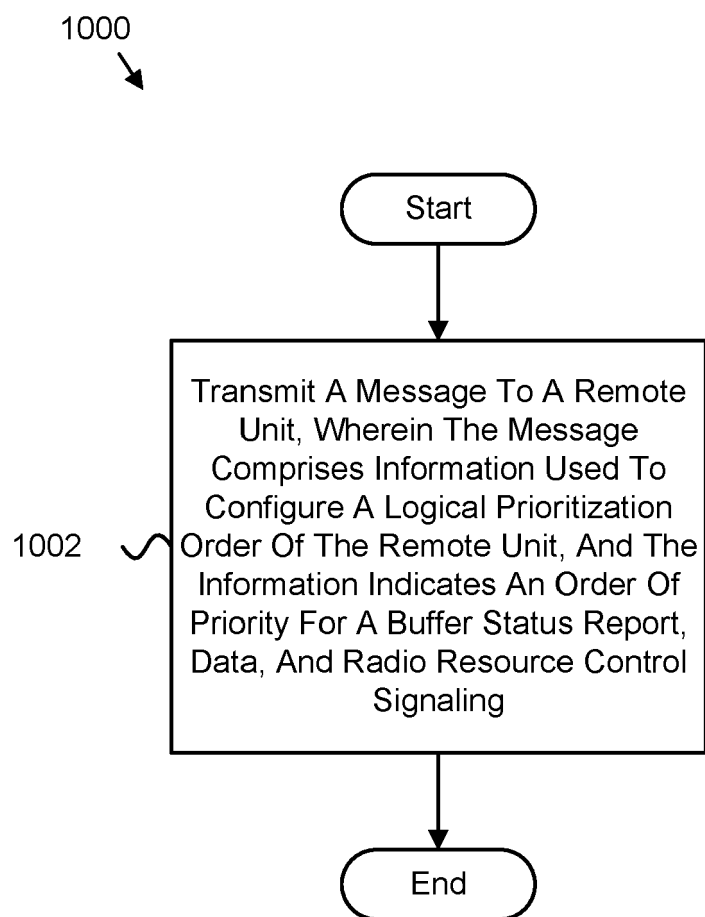 1000
Start
Transmit A Message To A Remote
Unit, Wherein The Message
Comprises Information Used To
Configure A Logical Prioritization
1002
Order Of The Remote Unit, And The
Information Indicates An Order Of
Priority For A Buffer Status Report,
Data, And Radio Resource Control
Signaling
End